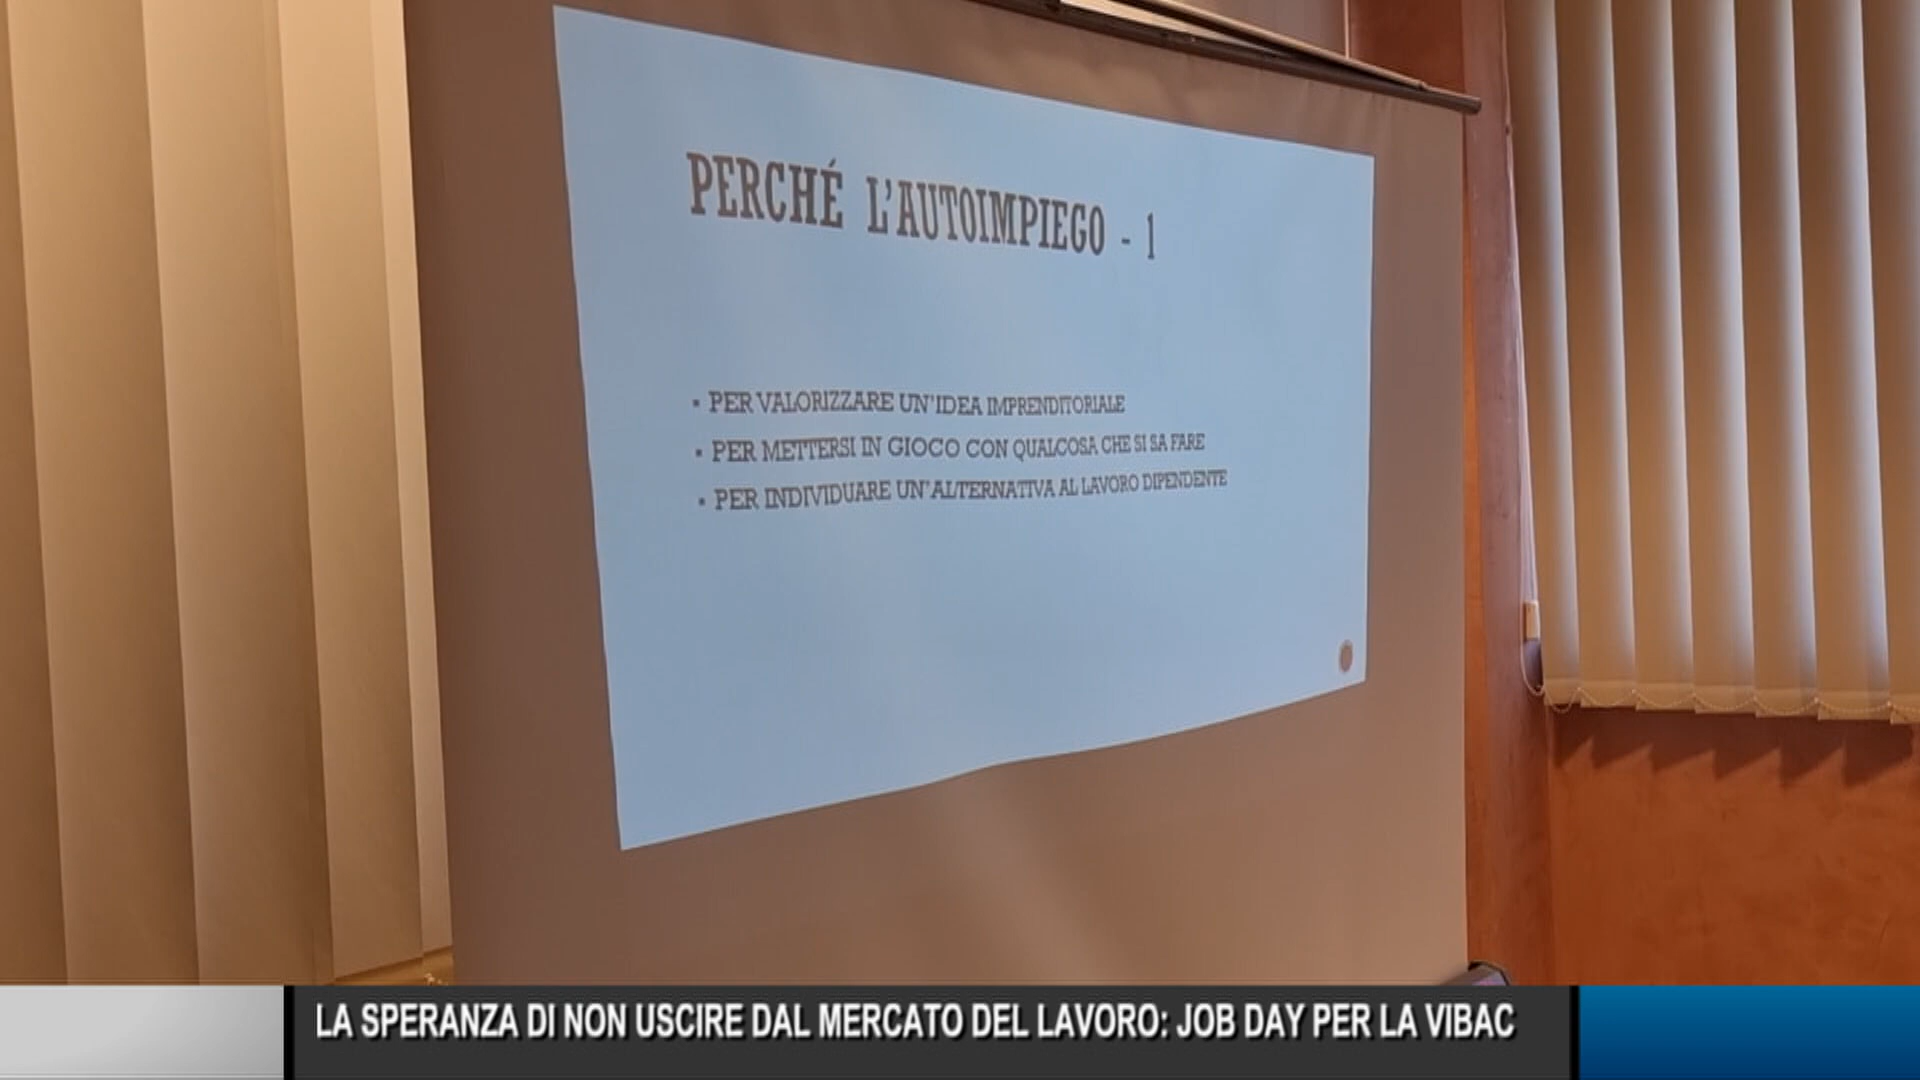 PERCHÉ L'AUTOIMPIEGO - 1
▪ PER VALORIZZARE UN'IDEA IMPRENDITORIALE
▪ PER METTERSI IN GIOCO CON QUALCOSA CHE SI SA FARE
▪ PER INDIVIDUARE UN'ALTERNATIVA AL LAVORO DIPENDENTE
LA SPERANZA DI NON USCIRE DAL MERCATO DEL LAVORO: JOB DAY PER LA VIBAC